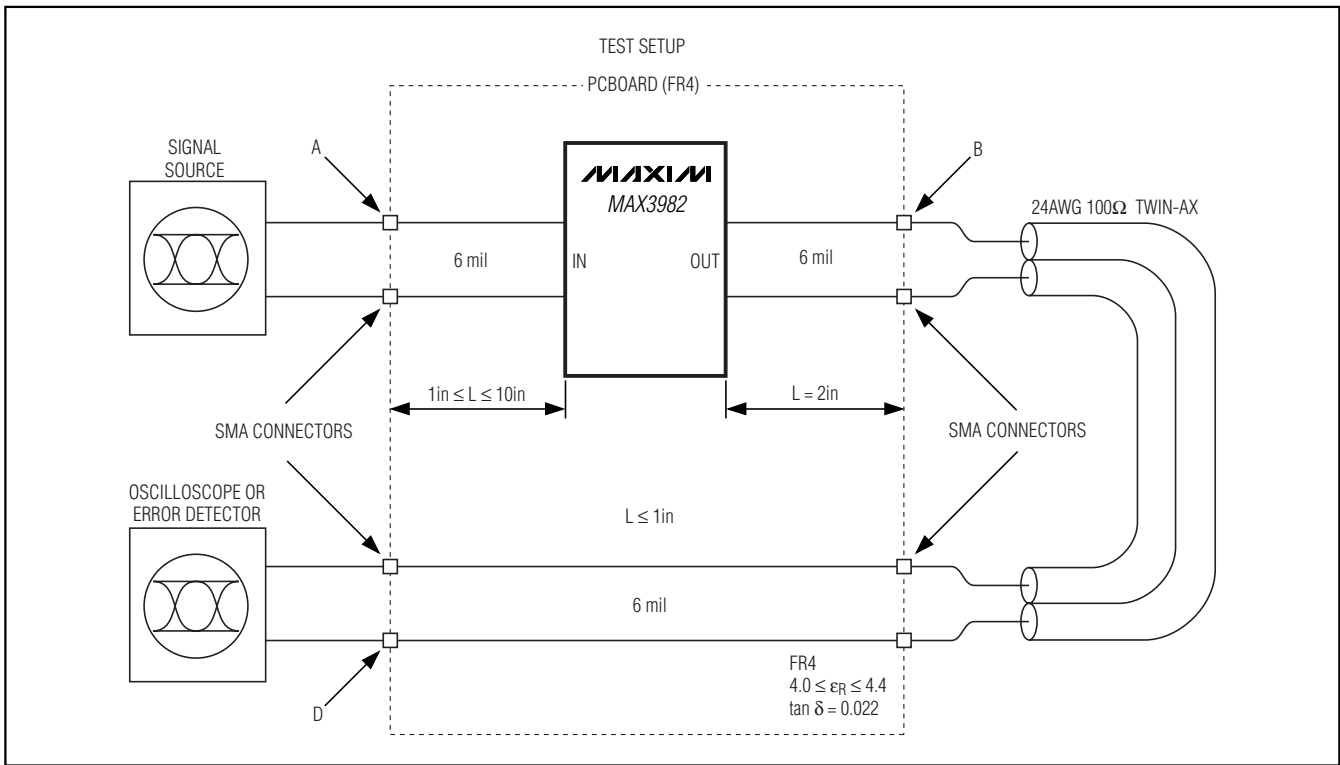 TEST SETUP
PCBOARD (FR4)
SIGNAL
SOURCE
A
B
MAXIM
MAX3982
24AWG 100Ω TWIN-AX
6 mil
IN
OUT
6 mil
1in ≤ L ≤ 10in
L = 2in
SMA CONNECTORS
SMA CONNECTORS
OSCILLOSCOPE OR
ERROR DETECTOR
L ≤ 1in
6 mil
FR4
4.0 ≤ εR ≤ 4.4
tan δ = 0.022
D